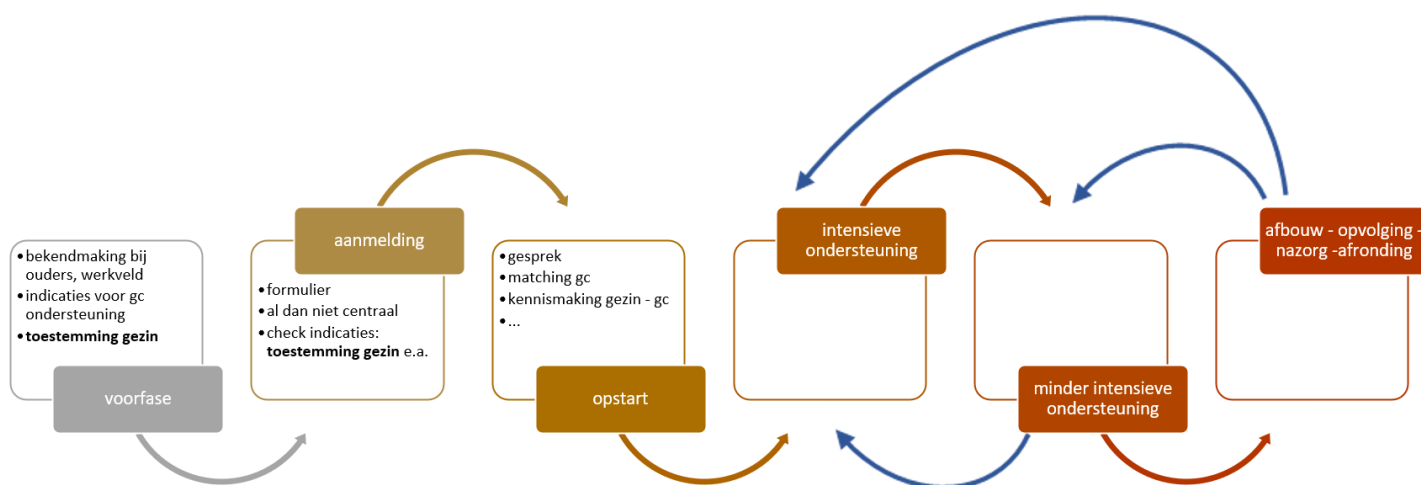 • bekendmaking bij
ouders, werkveld
• indicaties voor gc
ondersteuning
• toestemming gezin
voorfase
aanmelding
• formulier
• al dan niet centraal
• check indicaties:
toestemming gezin e.a.
• gesprek
• matching gc
• kennismaking gezin - gc
• ...
opstart
intensieve
ondersteuning
minder intensieve
ondersteuning
afbouw - opvolging -
nazorg -afronding